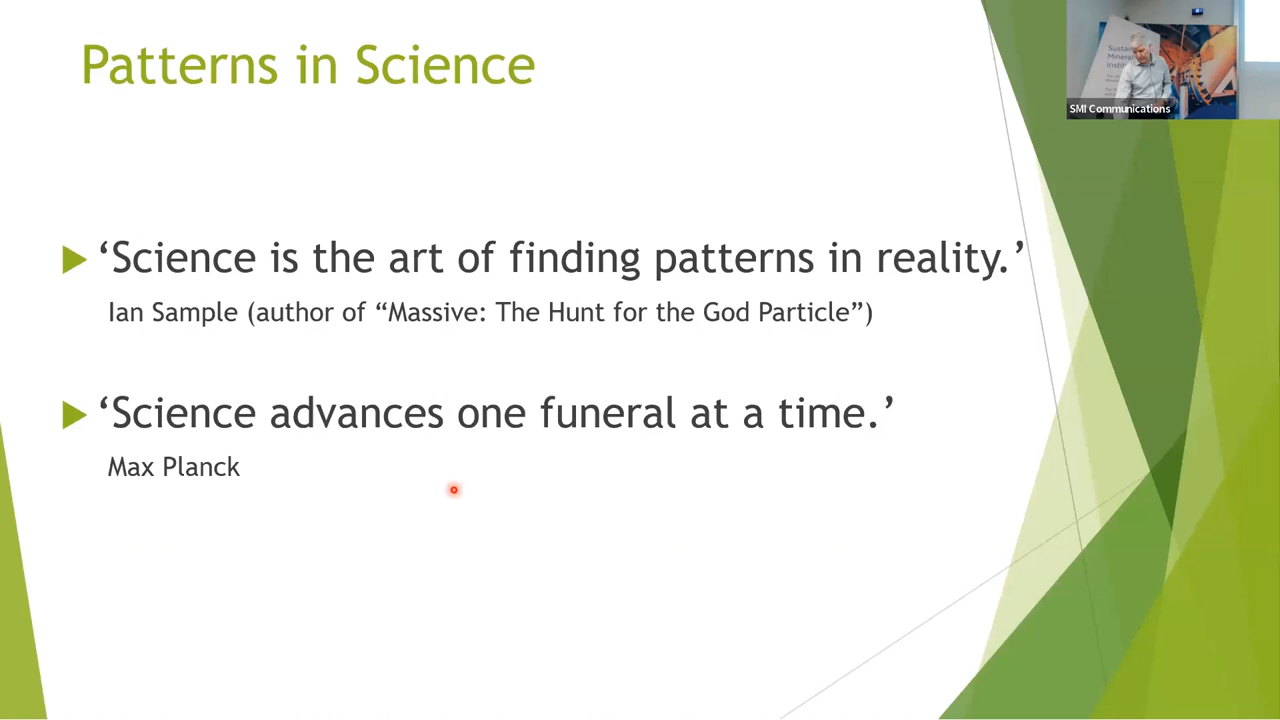 Patterns in Science
‘Science is the art of finding patterns in reality.’
Ian Sample (author of “Massive: The Hunt for the God Particle”)
‘Science advances one funeral at a time.’
Max Planck
SMI Communications